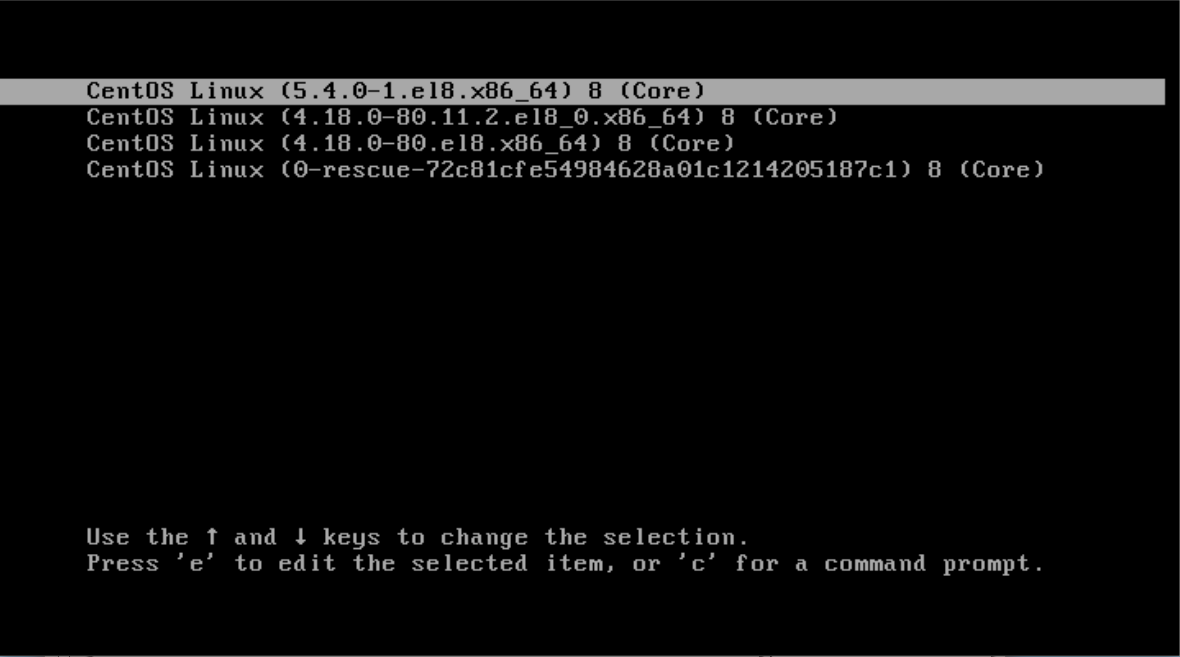 CentOS Linux (5.4.0-1.el8.x86_64) 8 (Core)
CentOS Linux (4.18.0-80.11.2.el8_0.x86_64) 8 (Core)
CentOS Linux (4.18.0-80.el8.x86_64) 8 (Core)
CentOS Linux (0-rescue-72c81cfe54984628a01c1214205187c1) 8 (Core)
Use the ↑ and ↓ keys to change the selection.
Press 'e' to edit the selected item, or 'c' for a command prompt.